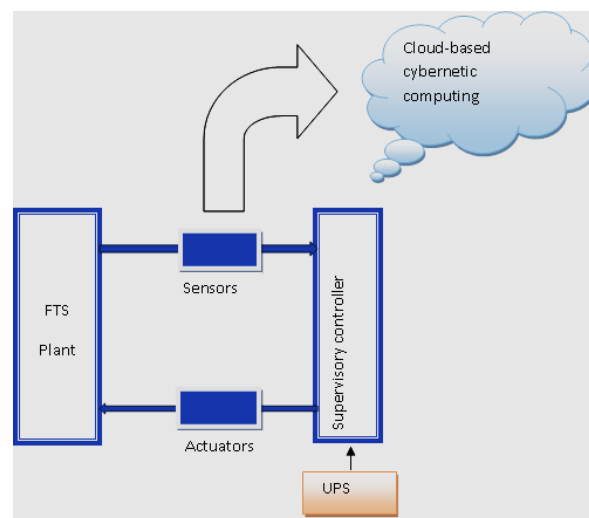 Cloud-based
cybernetic
computing
Sensors
FTS
Plant
Supervisory controller
Actuators
UPS